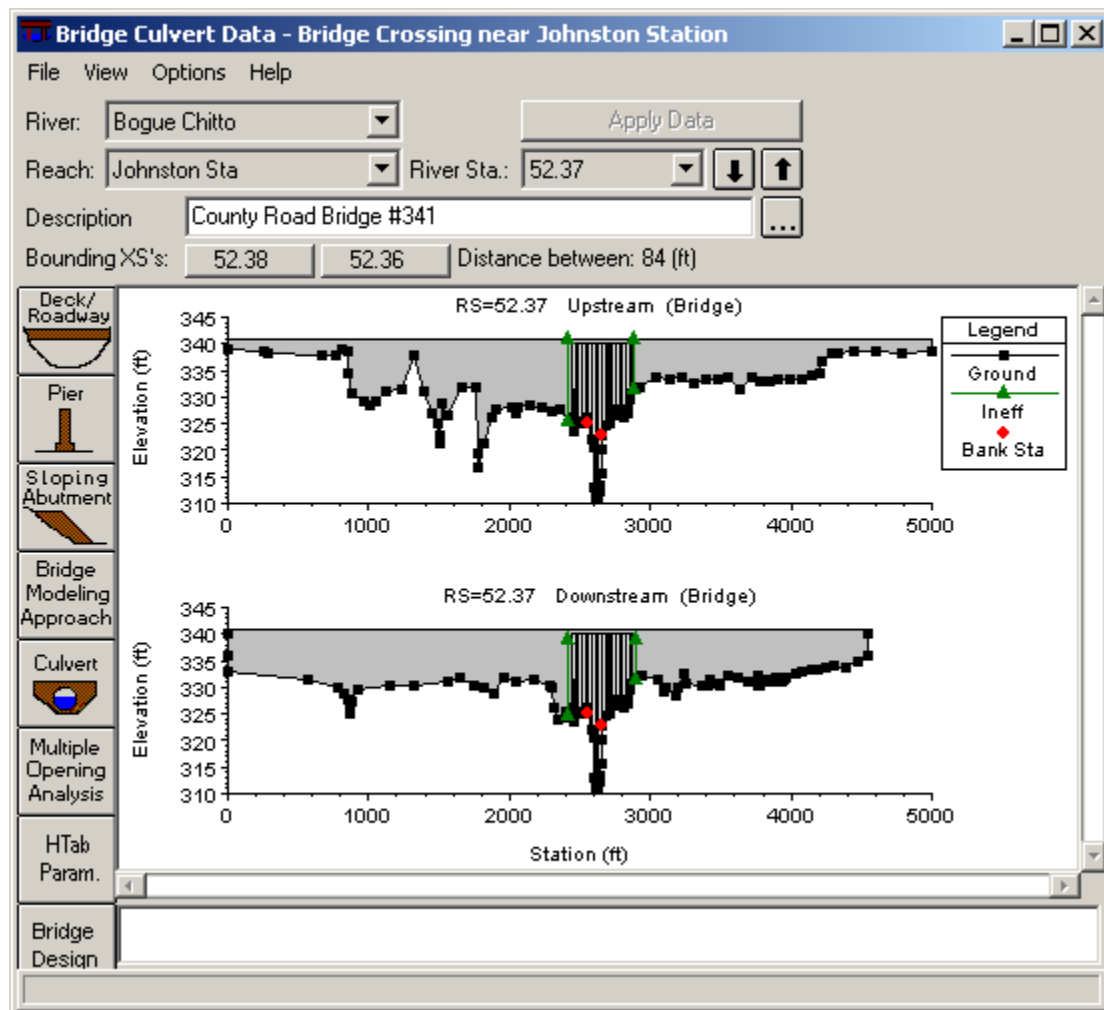 Bridge Culvert Data - Bridge Crossing near Johnston Station
File View Options Help
River: Bogue Chitto Apply Data
Reach: Johnston Sta River Sta.: 52.37
Description County Road Bridge #341 ...
Bounding XS's: 52.38 52.36 Distance between: 84 (ft)
Deck/
Roadway
Pier
Sloping
Abutment
Bridge
Modeling
Approach
Culvert
Multiple
Opening
Analysis
HTab
Param.
Bridge
Design
RS=52.37 Upstream (Bridge)
Elevation (ft)
345
340
335
330
325
320
315
310
0 1000 2000 3000 4000 5000
Legend
Ground
Ineff
Bank Sta
RS=52.37 Downstream (Bridge)
Elevation (ft)
345
340
335
330
325
320
315
310
0 1000 2000 3000 4000 5000
Station (ft)